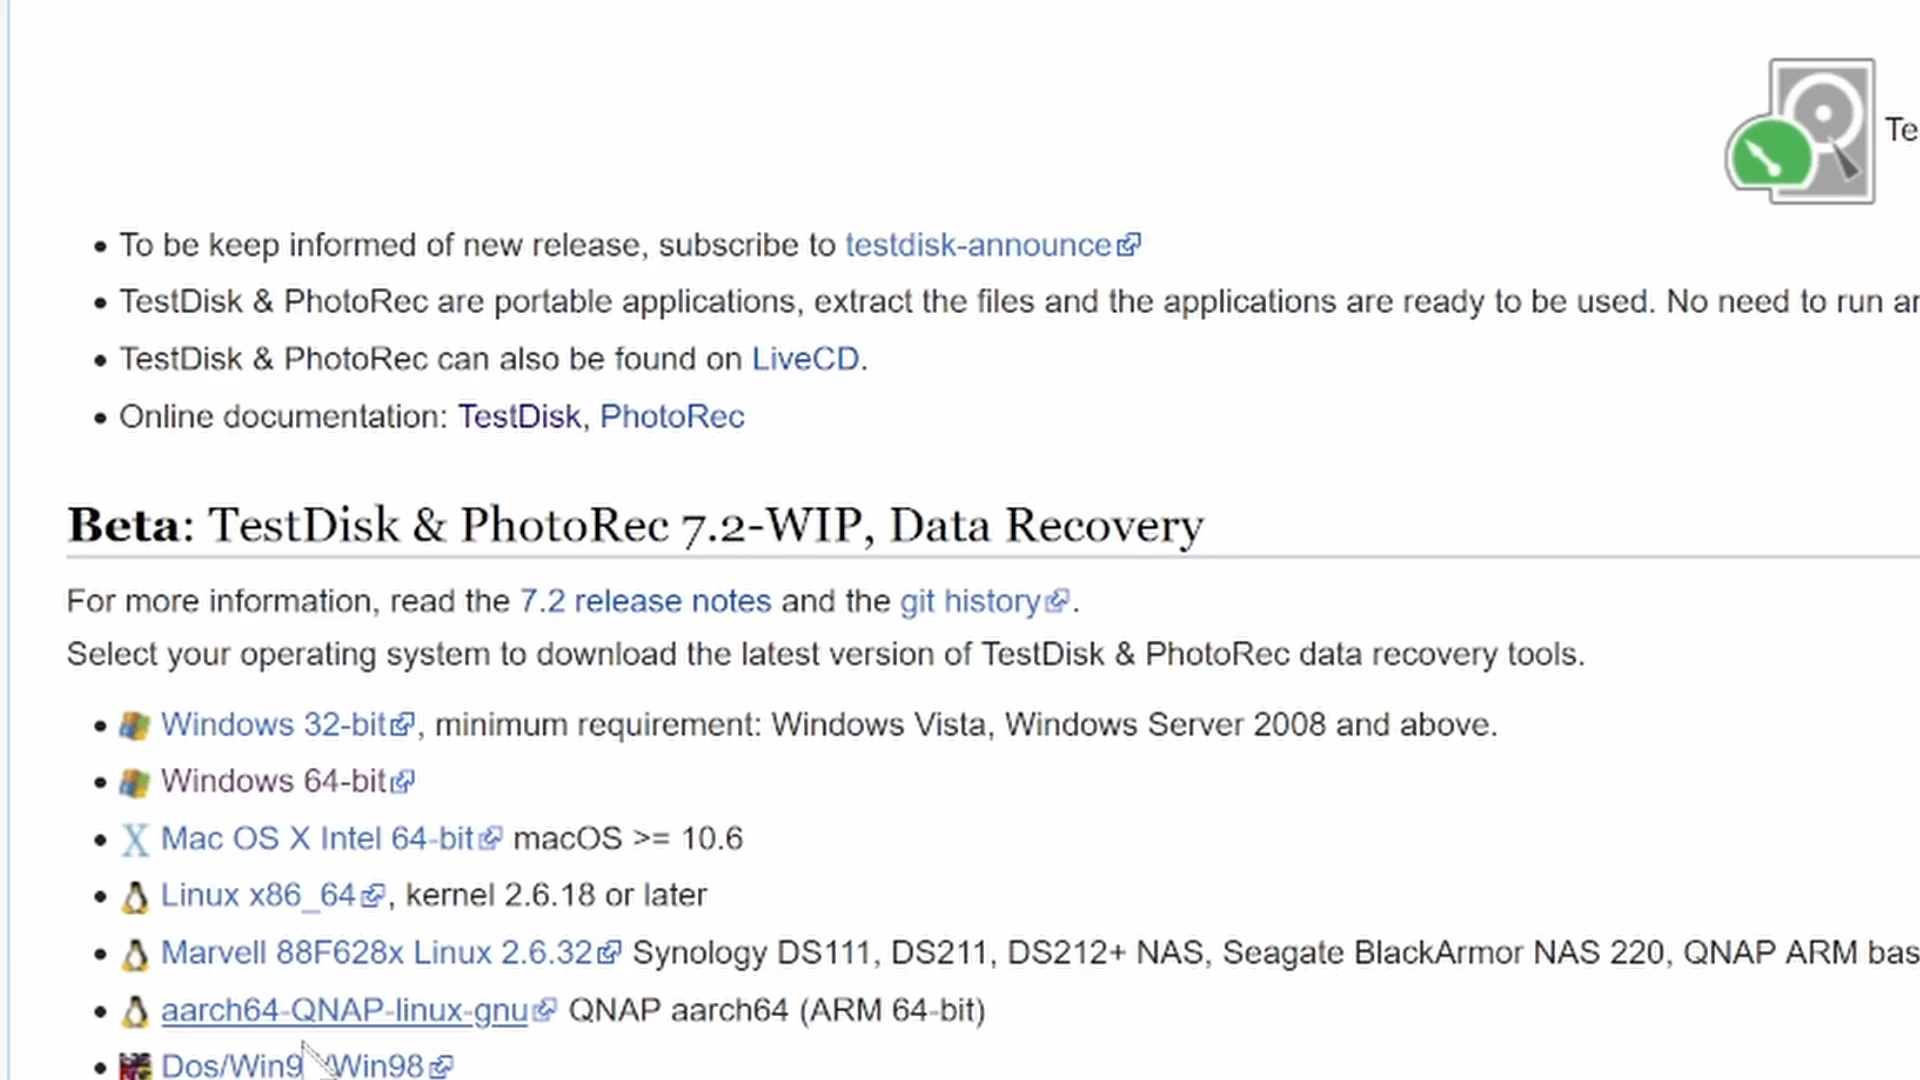 Te
To be keep informed of new release, subscribe to testdisk-announce
TestDisk & PhotoRec are portable applications, extract the files and the applications are ready to be used. No need to run
TestDisk & PhotoRec can also be found on LiveCD.
Online documentation: TestDisk, PhotoRec
Beta: TestDisk & PhotoRec 7.2-WIP, Data Recovery
For more information, read the 7.2 release notes and the git history.
Select your operating system to download the latest version of TestDisk & PhotoRec data recovery tools.
Windows 32-bit, minimum requirement: Windows Vista, Windows Server 2008 and above.
Windows 64-bit
Mac OS X Intel 64-bit macOS >= 10.6
Linux x86_64, kernel 2.6.18 or later
Marvell 88F628x Linux 2.6.32 Synology DS111, DS211, DS212+ NAS, Seagate BlackArmor NAS 220, QNAP ARM bas
aarch64-QNAP-linux-gnu QNAP aarch64 (ARM 64-bit)
Dos/Win9 /Win98